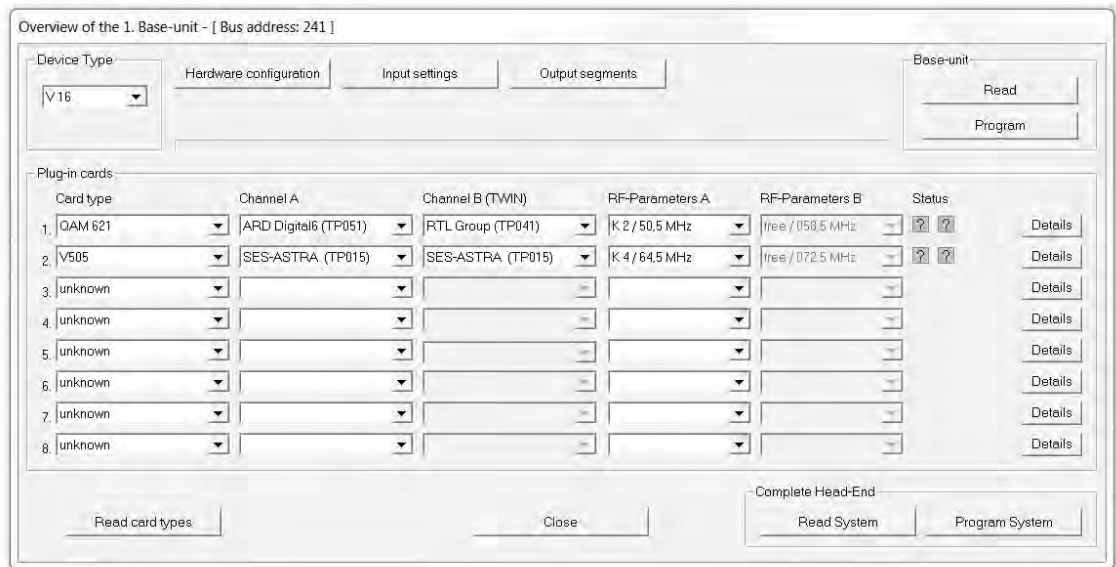 Overview of the 1. Base-unit - [ Bus address: 241 ]
Device Type
V 16
Hardware configuration
Input settings
Output segments
Base-unit
Read
Program
Plug-in cards
Card type Channel A Channel B (TWIN) RF-Parameters A RF-Parameters B Status
1. QAM 621 ARD Digital6 (TP051) RTL Group (TP041) K 2 / 50,5 MHz free / 058,5 MHz ? ? Details
2. V505 SES-ASTRA (TP015) SES-ASTRA (TP015) K 4 / 64,5 MHz free / 072,5 MHz ? ? Details
3. unknown Details
4. unknown Details
5. unknown Details
6. unknown Details
7. unknown Details
8. unknown Details
Complete Head-End
Read card types Close Read System Program System